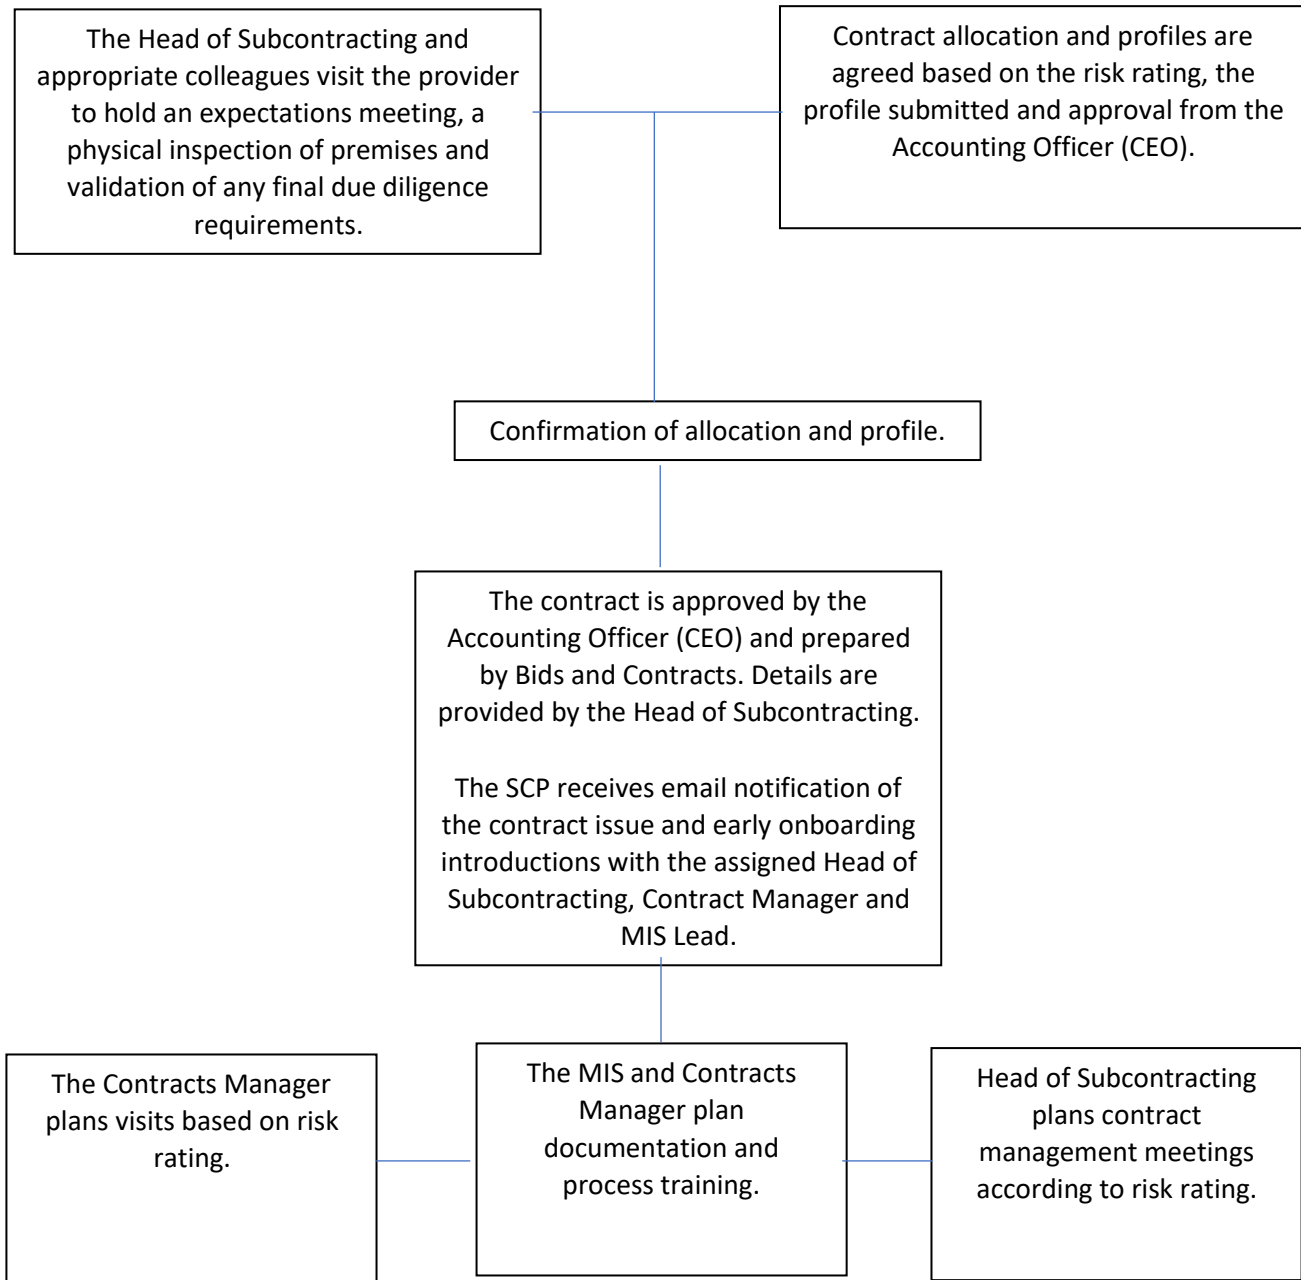 The Head of Subcontracting and
appropriate colleagues visit the provider
to hold an expectations meeting, a
physical inspection of premises and
validation of any final due diligence
requirements.
Contract allocation and profiles are
agreed based on the risk rating, the
profile submitted and approval from the
Accounting Officer (CEO).
Confirmation of allocation and profile.
The contract is approved by the
Accounting Officer (CEO) and prepared
by Bids and Contracts. Details are
provided by the Head of Subcontracting.
The SCP receives email notification of
the contract issue and early onboarding
introductions with the assigned Head of
Subcontracting, Contract Manager and
MIS Lead.
The Contracts Manager
plans visits based on risk
rating.
The MIS and Contracts
Manager plan
documentation and
process training.
Head of Subcontracting
plans contract
management meetings
according to risk rating.